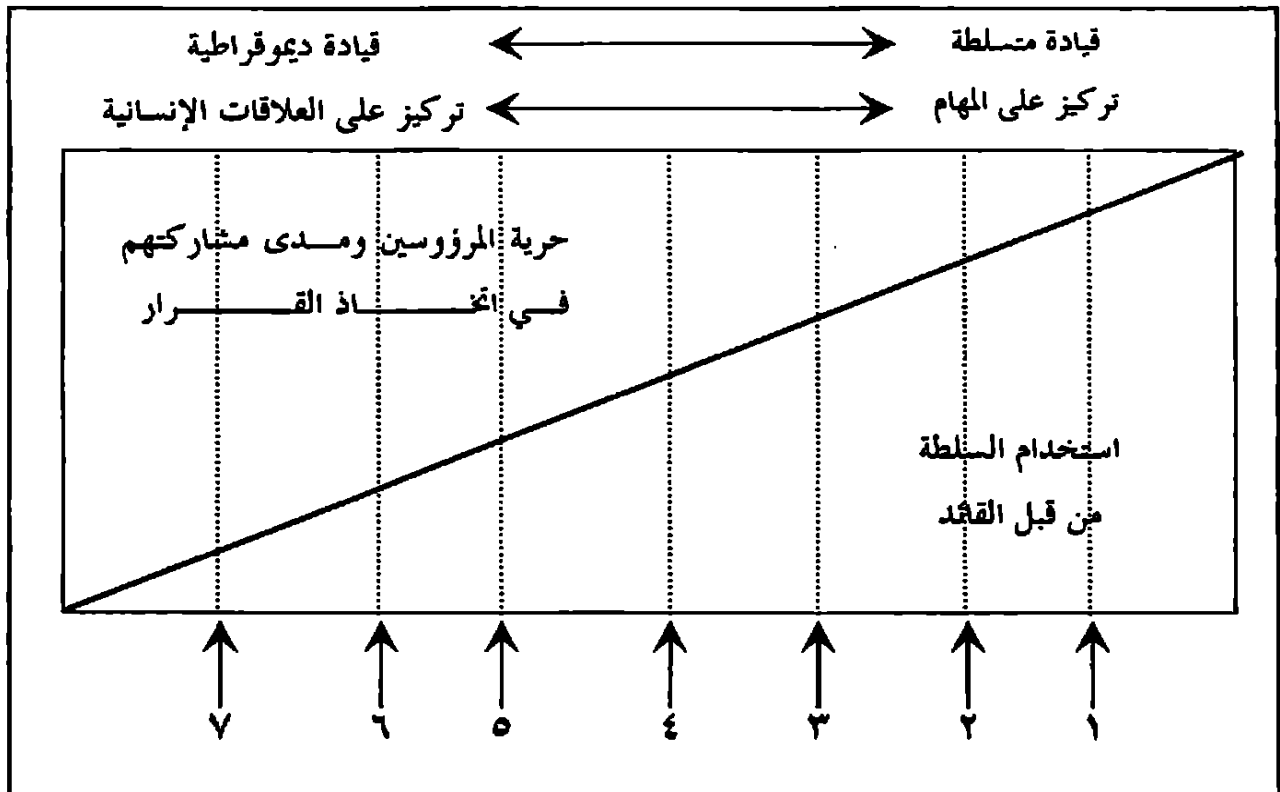 قيادة متسلطة قيادة ديموقراطية
تركيز على المهام تركيز على العلاقات الإنسانية
حرية المرؤوسين ومدى مشاركتهم
في اتخاذ القرار
استخدام السلطة
من قبل القائد
١ ٢ ٣ ٤ ٥ ٦ ٧